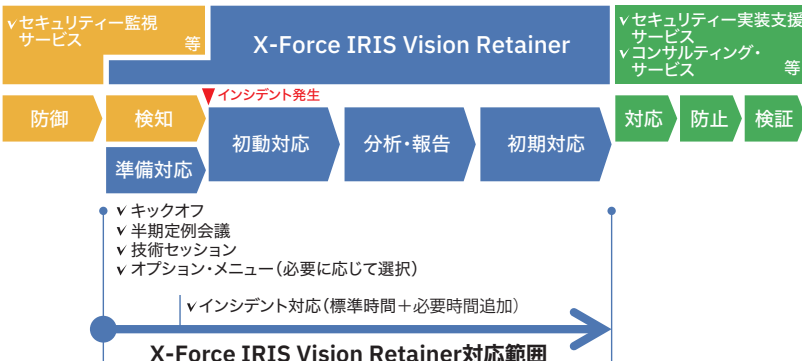 ✓セキュリティー監視
サービス
等
X-Force IRIS Vision Retainer
✓セキュリティー実装支援
サービス
✓コンサルティング・
サービス
等
▼インシデント発生
防御
検知
準備対応
初動対応
分析・報告
初期対応
対応
防止
検証
✓キックオフ
✓半期定例会議
✓技術セッション
✓オプション・メニュー（必要に応じて選択）
✓インシデント対応（標準時間＋必要時間追加）
X-Force IRIS Vision Retainer対応範囲